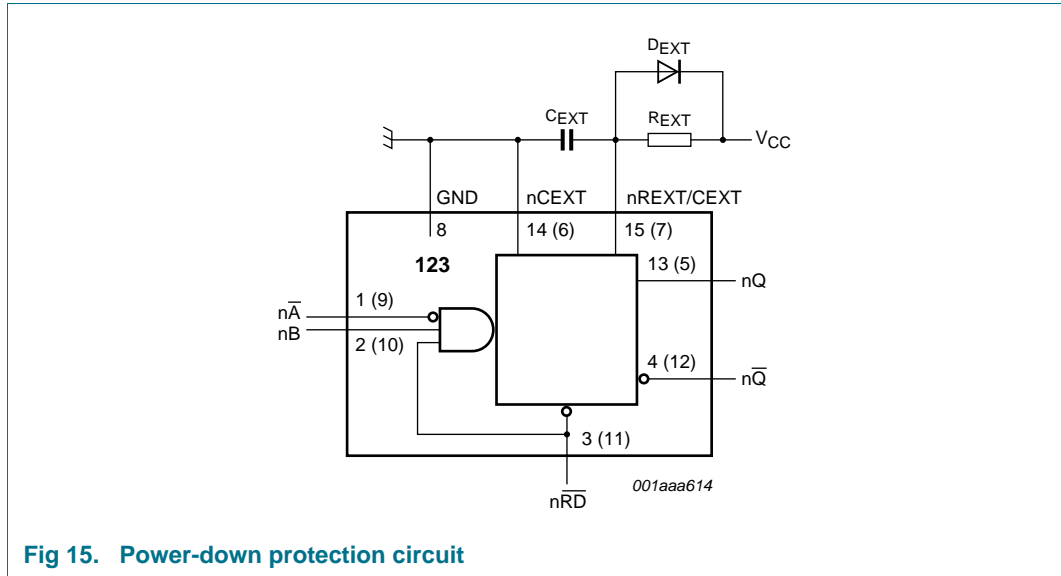 DEXT
CEXT
REXT
VCC
GND
nCEXT
nREXT/CEXT
8
14 (6)
15 (7)
123
13 (5)
nQ
1 (9)
nA̅
nB
2 (10)
4 (12)
nQ̅
3 (11)
001aaa614
nR̅D̅
Fig 15. Power-down protection circuit